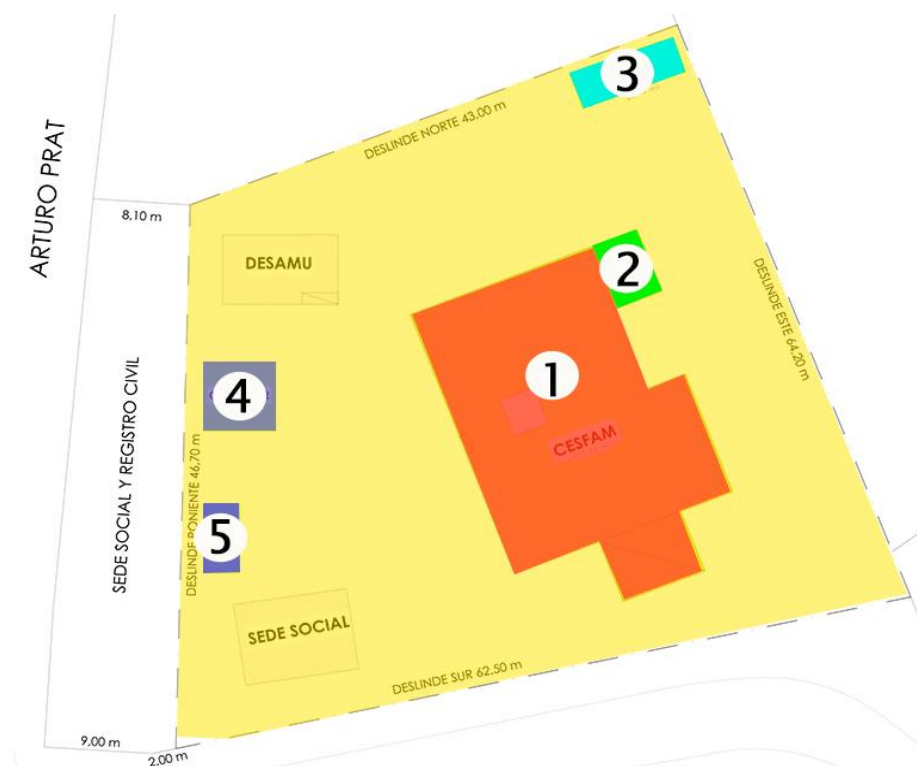 3
DESLINDE NORTE 43,00 m
ARTURO PRAT
8,10 m
DESAMU
2
DESLINDE ESTE 64,20 m
1
4
CESFAM
SEDE SOCIAL Y REGISTRO CIVIL
DESLINDE PONIENTE 46,70 m
5
SEDE SOCIAL
DESLINDE SUR 62,50 m
9,00 m
2,00 m